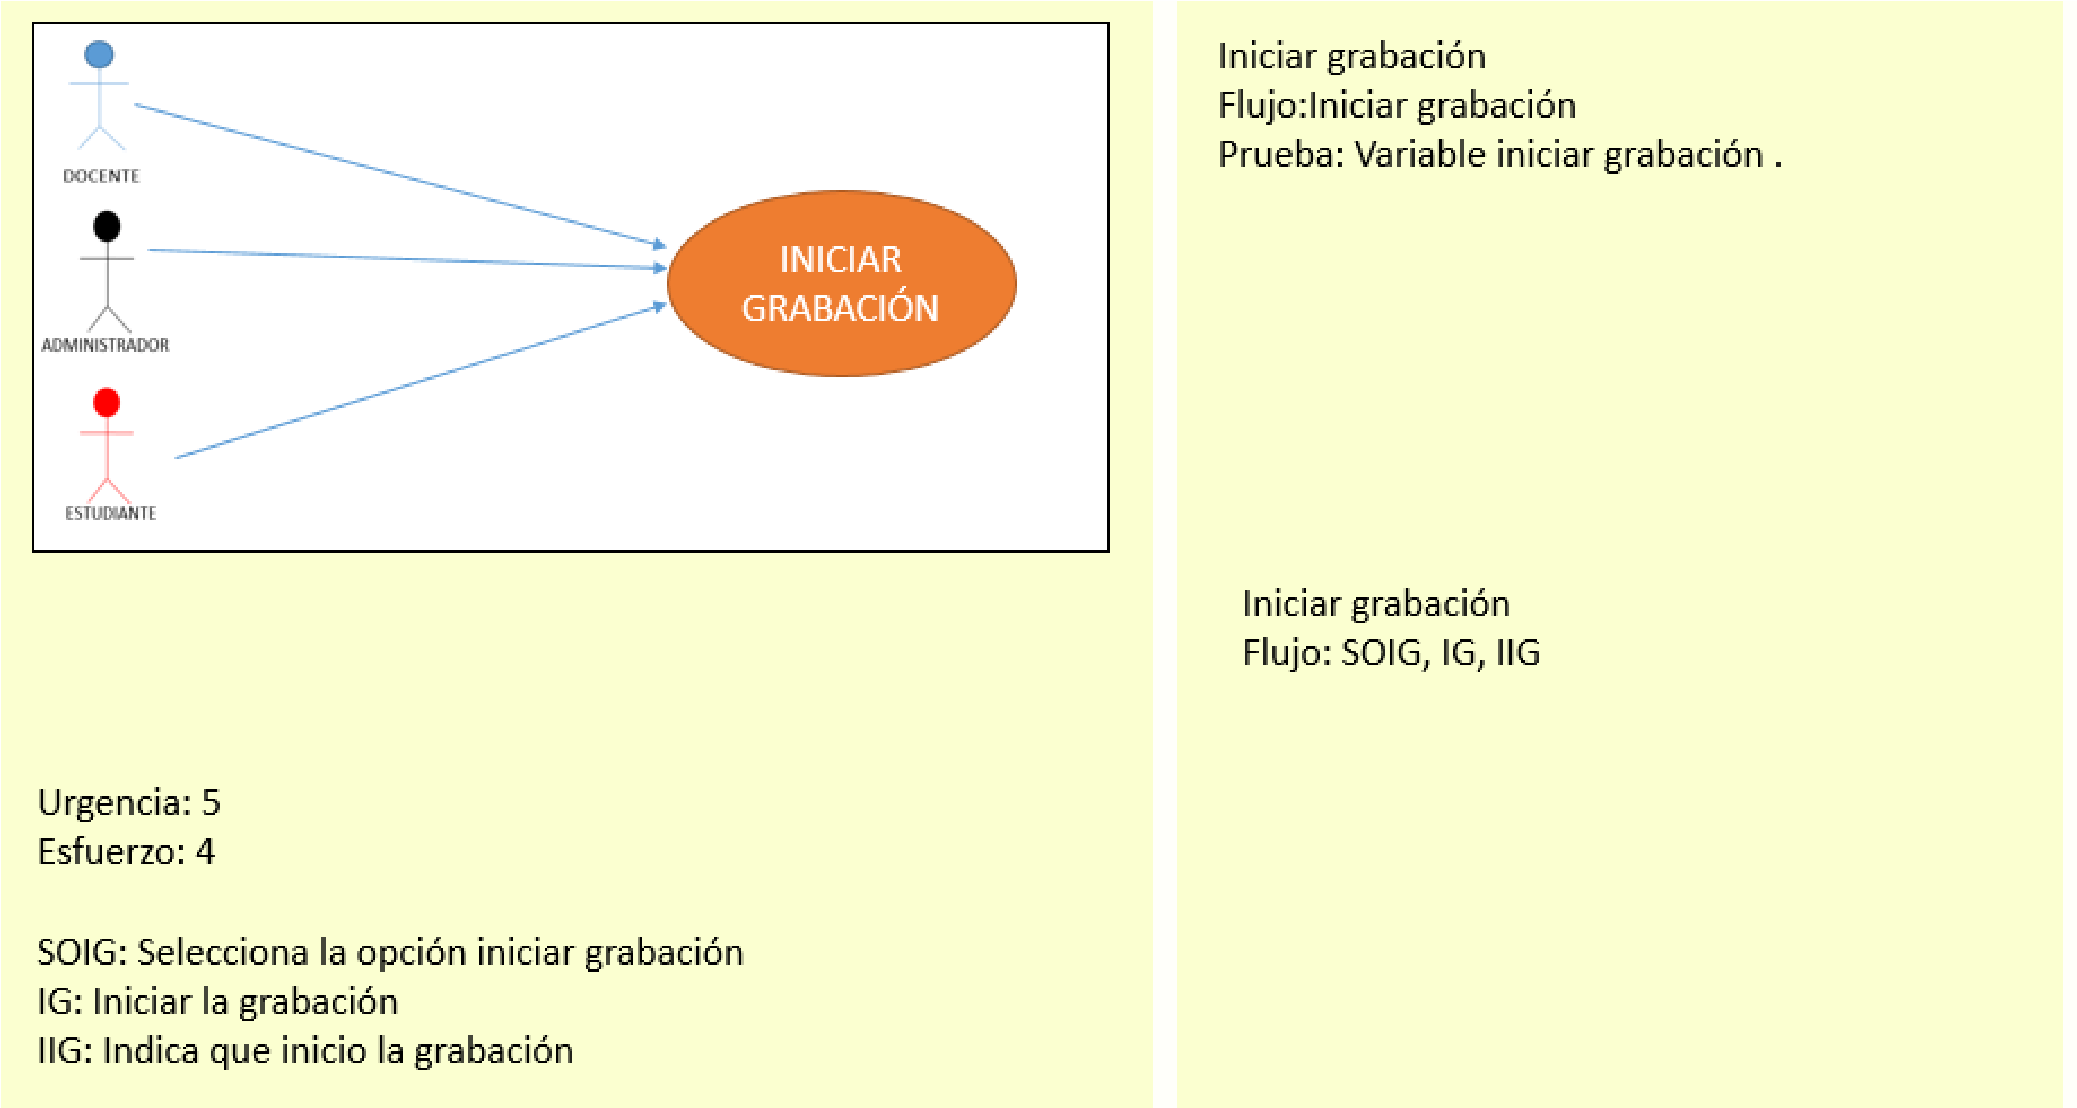 DOCENTE
ADMINISTRADOR
ESTUDIANTE
INICIAR
GRABACIÓN
Urgencia: 5
Esfuerzo: 4
SOIG: Selecciona la opción iniciar grabación
IG: Iniciar la grabación
IIG: Indica que inicio la grabación
Iniciar grabación
Flujo:Iniciar grabación
Prueba: Variable iniciar grabación .
Iniciar grabación
Flujo: SOIG, IG, IIG